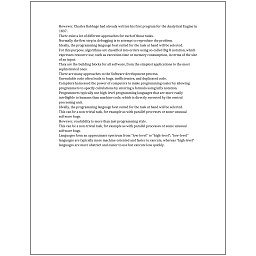 However, Charles Babbage had already written his first program for the Analytical Engine in
1837.
There exist a lot of different approaches for each of those tasks.
Normally the first step in debugging is to attempt to reproduce the problem.
Ideally, the programming language best suited for the task at hand will be selected.
For this purpose, algorithms are classified into orders using so-called Big O notation, which
expresses resource use, such as execution time or memory consumption, in terms of the size
of an input.
They are the building blocks for all software, from the simplest applications to the most
sophisticated ones.
There are many approaches to the Software development process.
Unreadable code often leads to bugs, inefficiencies, and duplicated code.
Compilers harnessed the power of computers to make programming easier by allowing
programmers to specify calculations by entering a formula using infix notation.
Programmers typically use high-level programming languages that are more easily
intelligible to humans than machine code, which is directly executed by the central
processing unit.
Ideally, the programming language best suited for the task at hand will be selected.
This can be a non-trivial task, for example as with parallel processes or some unusual
software bugs.
However, readability is more than just programming style.
This can be a non-trivial task, for example as with parallel processes or some unusual
software bugs.
Languages form an approximate spectrum from "low-level" to "high-level"; "low-level"
languages are typically more machine-oriented and faster to execute, whereas "high-level"
languages are more abstract and easier to use but execute less quickly.